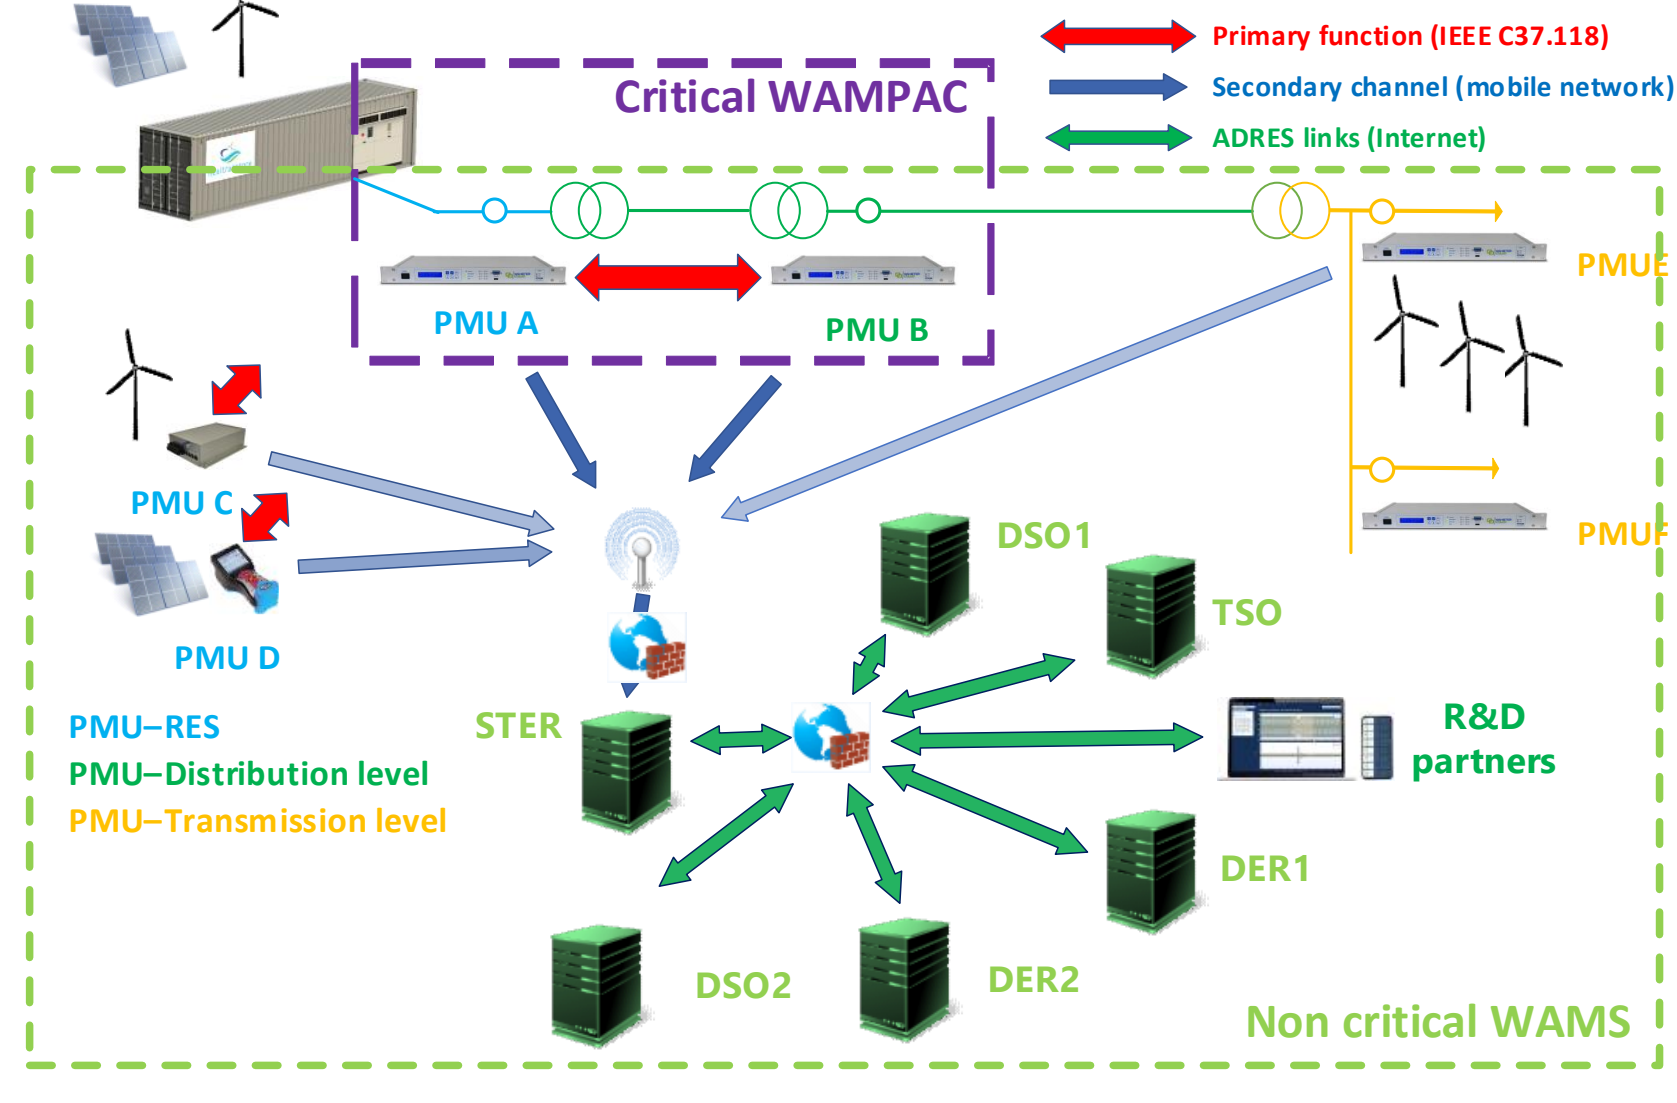 Primary function (IEEE C37.118)
Critical WAMPAC
Secondary channel (mobile network)
ADRES links (Internet)
PMUE
PMU A
PMU B
PMU C
DSO1
PMUF
TSO
PMU D
PMU–RES
STER
R&D
partners
PMU–Distribution level
PMU–Transmission level
DER1
DSO2
DER2
Non critical WAMS